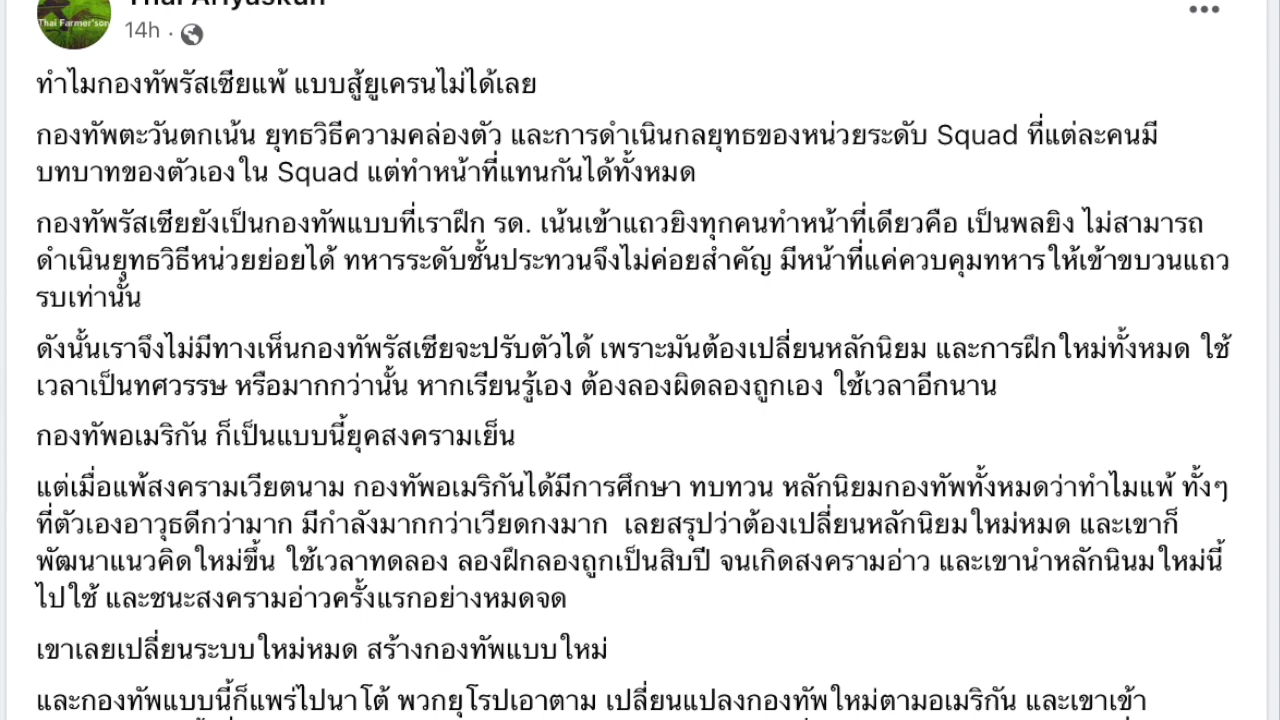 Thai Ariyaskun
Thai Farmer'son
14h ·
ทำไมกองทัพรัสเซียแพ้ แบบสู้ยูเครนไม่ได้เลย
กองทัพตะวันตกเน้น ยุทธวิธีความคล่องตัว และการดำเนินกลยุทธของหน่วยระดับ Squad ที่แต่ละคนมี
บทบาทของตัวเองใน Squad แต่ทำหน้าที่แทนกันได้ทั้งหมด
กองทัพรัสเซียยังเป็นกองทัพแบบที่เราฝึก รด. เน้นเข้าแถวยิงทุกคนทำหน้าที่เดียวคือ เป็นพลยิง ไม่สามารถ
ดำเนินยุทธวิธีหน่วยย่อยได้ ทหารระดับชั้นประทวนจึงไม่ค่อยสำคัญ มีหน้าที่แค่ควบคุมทหารให้เข้าขบวนแถว
รบเท่านั้น
ดังนั้นเราจึงไม่มีทางเห็นกองทัพรัสเซียจะปรับตัวได้ เพราะมันต้องเปลี่ยนหลักนิยม และการฝึกใหม่ทั้งหมด ใช้
เวลาเป็นทศวรรษ หรือมากกว่านั้น หากเรียนรู้เอง ต้องลองผิดลองถูกเอง ใช้เวลาอีกนาน
กองทัพอเมริกัน ก็เป็นแบบนี้ยุคสงครามเย็น
แต่เมื่อแพ้สงครามเวียตนาม กองทัพอเมริกันได้มีการศึกษา ทบทวน หลักนิยมกองทัพทั้งหมดว่าทำไมแพ้ ทั้งๆ
ที่ตัวเองอาวุธดีกว่ามาก มีกำลังมากกว่าเวียดกงมาก เลยสรุปว่าต้องเปลี่ยนหลักนิยมใหม่หมด และเขาก็
พัฒนาแนวคิดใหม่ขึ้น ใช้เวลาทดลอง ลองฝึกลองถูกเป็นสิบปี จนเกิดสงครามอ่าว และเขานำหลักนินมใหม่นี้
ไปใช้ และชนะสงครามอ่าวครั้งแรกอย่างหมดจด
เขาเลยเปลี่ยนระบบใหม่หมด สร้างกองทัพแบบใหม่
และกองทัพแบบนี้ก็แพร่ไปนาโต้ พวกยุโรปเอาตาม เปลี่ยนแปลงกองทัพใหม่ตามอเมริกัน และเขาเข้า